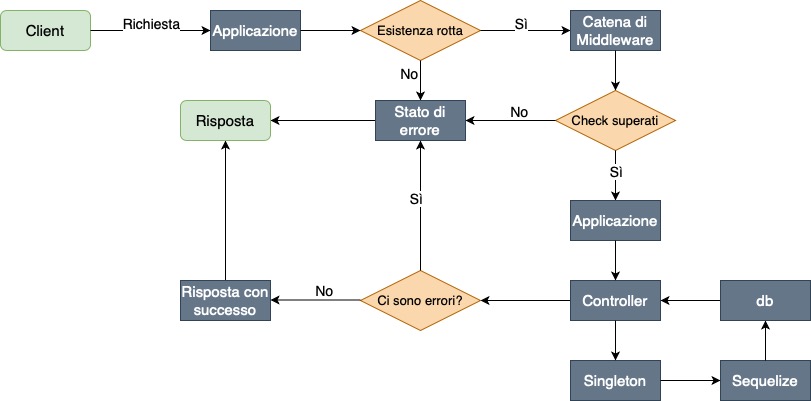 Client
Richiesta
Applicazione
Esistenza rotta
Sì
Catena di
Middleware
No
Risposta
Stato di
errore
No
Check superati
Sì
Sì
Applicazione
Risposta con
successo
No
Ci sono errori?
Controller
db
Singleton
Sequelize